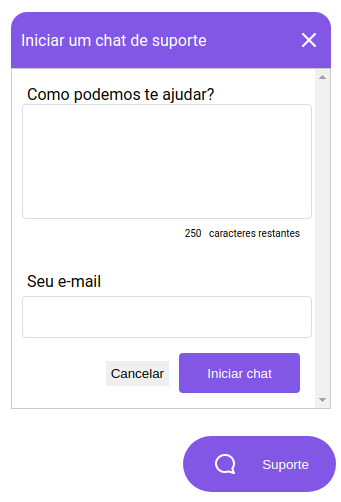 Iniciar um chat de suporte
Como podemos te ajudar?
250 caracteres restantes
Seu e-mail
Cancelar
Iniciar chat
Suporte